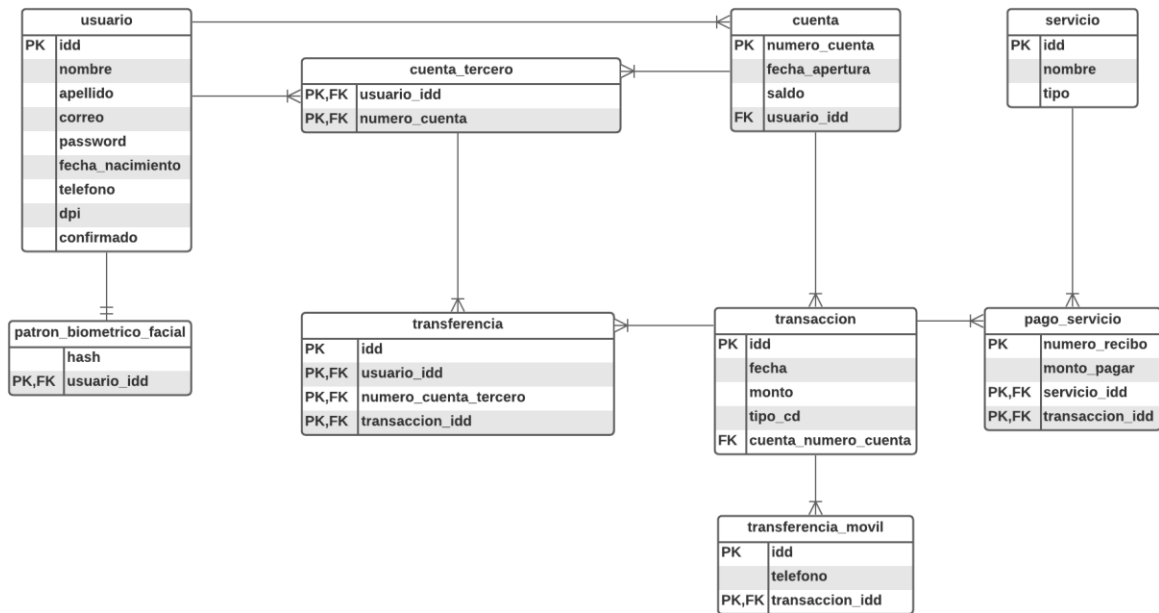 usuario
PK idd
nombre
apellido
correo
password
fecha_nacimiento
telefono
dpi
confirmado
cuenta_tercero
PK,FK usuario_idd
PK,FK numero_cuenta
cuenta
PK numero_cuenta
fecha_apertura
saldo
FK usuario_idd
servicio
PK idd
nombre
tipo
patron_biometrico_facial
hash
PK,FK usuario_idd
transferencia
PK idd
PK,FK usuario_idd
PK,FK numero_cuenta_tercero
PK,FK transaccion_idd
transaccion
PK idd
fecha
monto
tipo_cd
FK cuenta_numero_cuenta
pago_servicio
PK numero_recibo
monto_pagar
PK,FK servicio_idd
PK,FK transaccion_idd
transferencia_movil
PK idd
telefono
PK,FK transaccion_idd